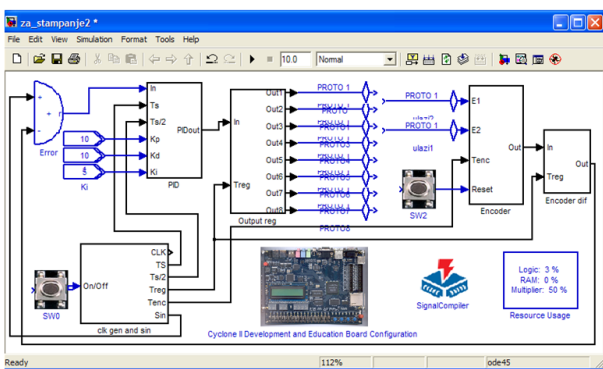 za_stampanje2 *
File Edit View Simulation Format Tools Help
10.0 Normal
+
-
r
Error
10
10
5
Ki
In
Ts
Ts/2
Kp
Kd
Ki
PIDout
PID
In
Treg
Out1
Out2
Out3
Out4
Out5
Out6
Out7
Out8
Output reg
PROTO 1
PROTO8
PROTO 1
PROTO 1
ulazi1
E1
E2
Tenc
Reset
Out
Encoder
SW2
In
Treg
Out
Encoder dif
SW0
On/Off
CLK
TS
Ts/2
Treg
Tenc
Sin
clk gen and sin
Cyclone II Development and Education Board Configuration
SignalCompiler
Logic: 3 %
RAM: 0 %
Multiplier: 50 %
Resource Usage
Ready 112% ode45